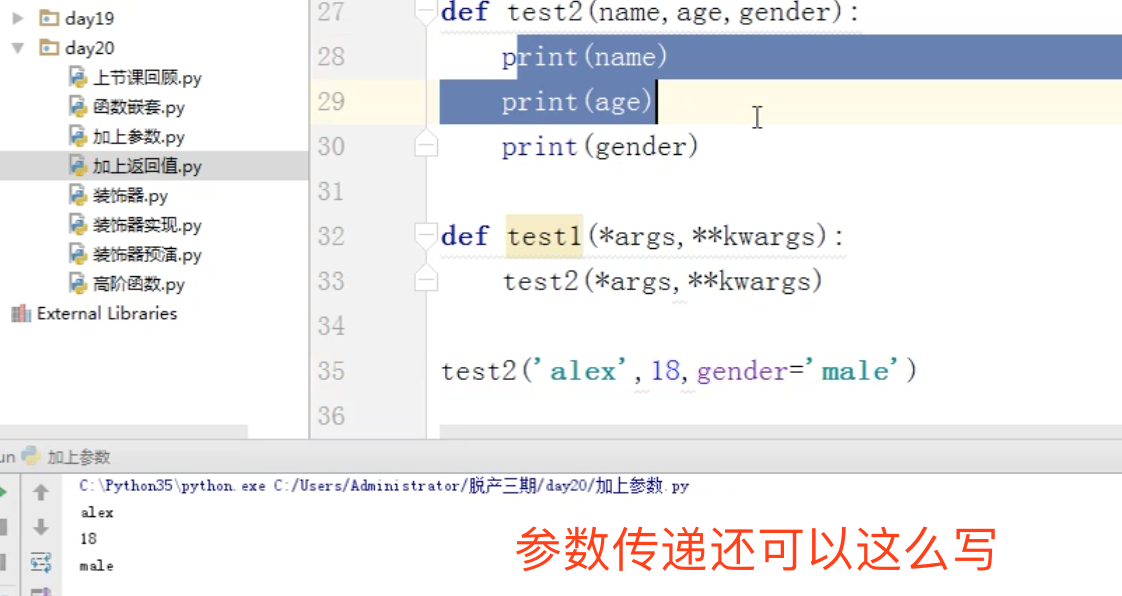 day19
day20
上节课回顾.py
函数嵌套.py
加上参数.py
加上返回值.py
装饰器.py
装饰器实现.py
装饰器预演.py
高阶函数.py
External Libraries
27 def test2(name,age,gender):
28 print(name)
29 print(age)
30 print(gender)
31
32 def test1(*args,**kwargs):
33 test2(*args,**kwargs)
34
35 test2('alex',18,gender='male')
36
un 加上参数
C:\Python35\python.exe C:/Users/Administrator/脱产三期/day20/加上参数.py
alex
18
male
参数传递还可以这么写